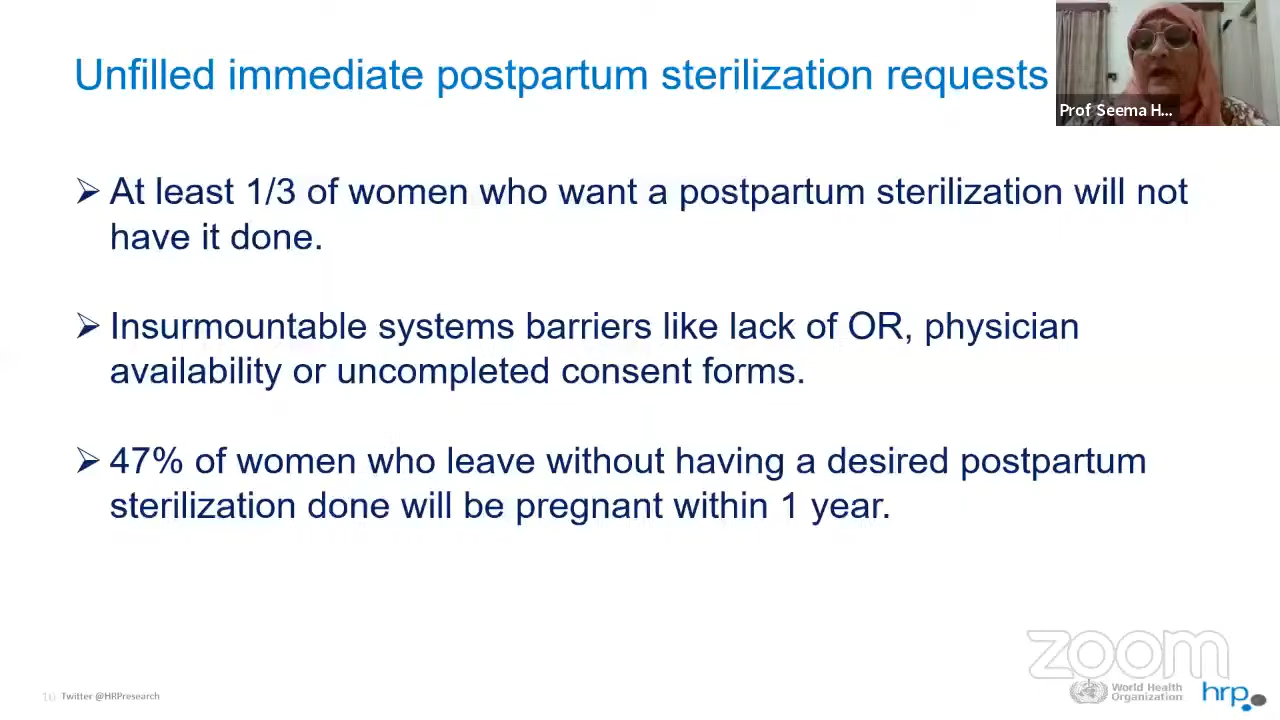 Unfilled immediate postpartum sterilization requests
Prof Seema H...
➢ At least 1/3 of women who want a postpartum sterilization will not
have it done.
➢ Insurmountable systems barriers like lack of OR, physician
availability or uncompleted consent forms.
➢ 47% of women who leave without having a desired postpartum
sterilization done will be pregnant within 1 year.
zoom
10 Twitter @HRPresearch
World Health
Organization
hrp